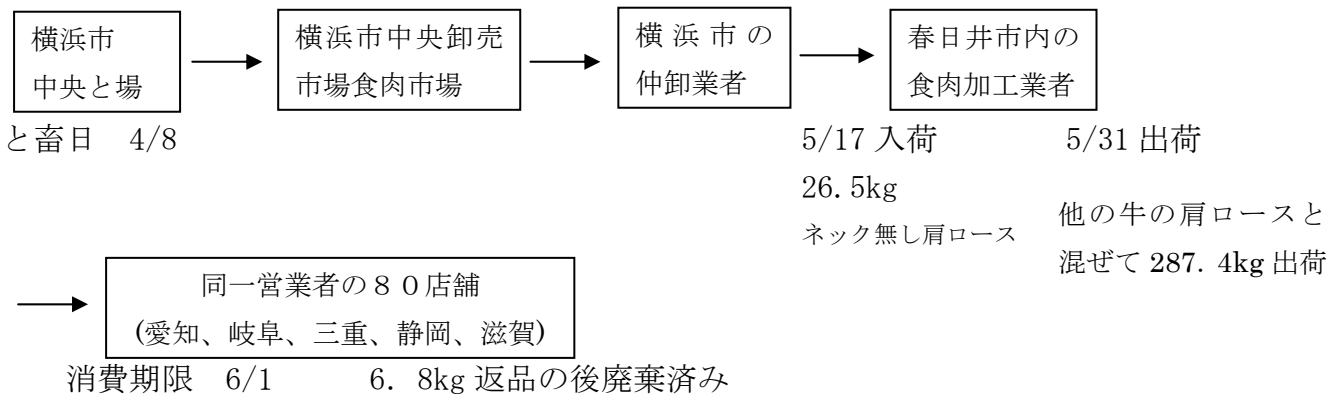 横浜市
中央と場
横浜市中央卸売
市場食肉市場
横浜市の
仲卸業者
春日井市内の
食肉加工業者
と畜日 4/8
5/17 入荷
26.5kg
ネック無し肩ロース
5/31 出荷
他の牛の肩ロースと
混ぜて 287.4kg 出荷
同一営業者の80店舗
(愛知、岐阜、三重、静岡、滋賀)
消費期限 6/1 6.8kg 返品の後廃棄済み